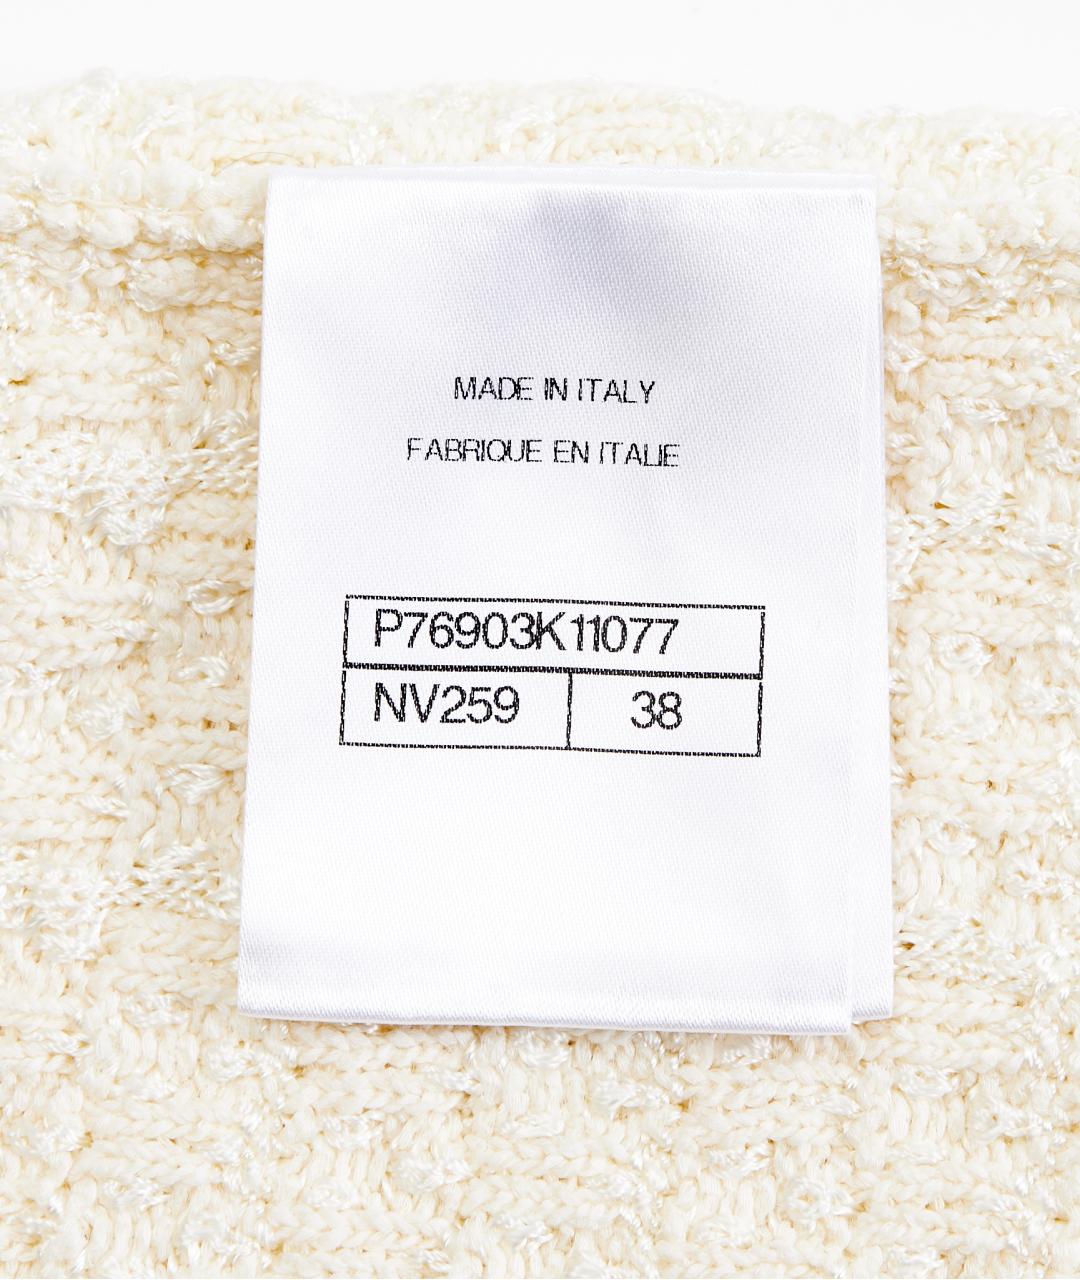 MADE IN ITALY
FABRIQUE EN ITALIE
P76903K11077
NV259 38